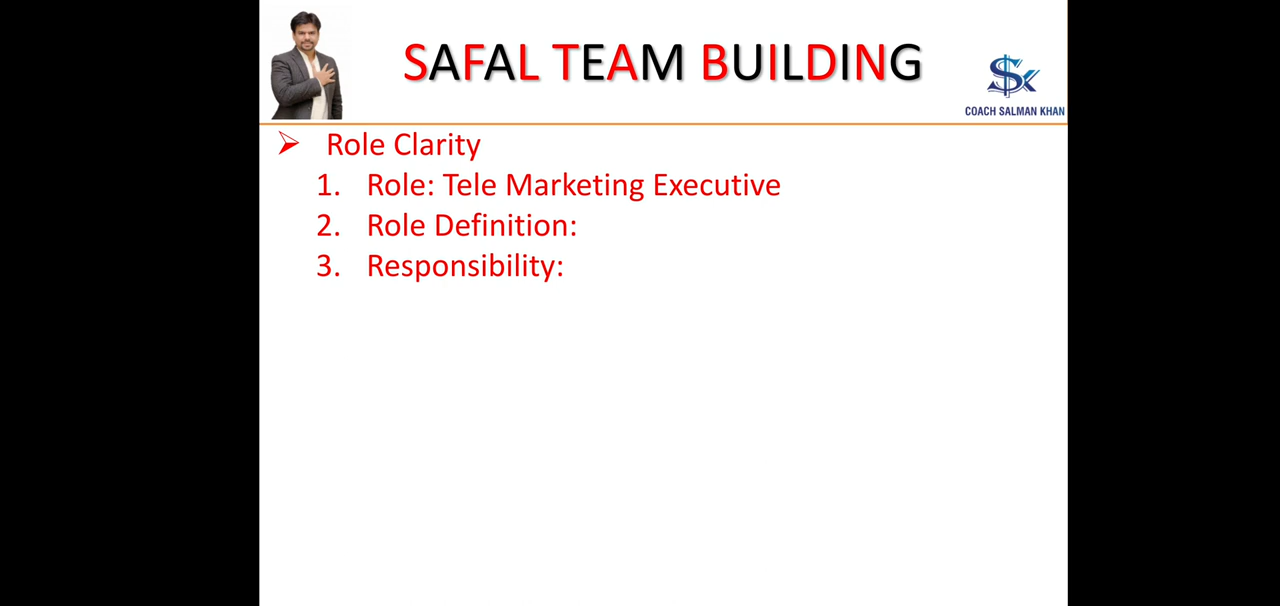 SAFAL TEAM BUILDING
COACH SALMAN KHAN
➢ Role Clarity
1. Role: Tele Marketing Executive
2. Role Definition:
3. Responsibility: